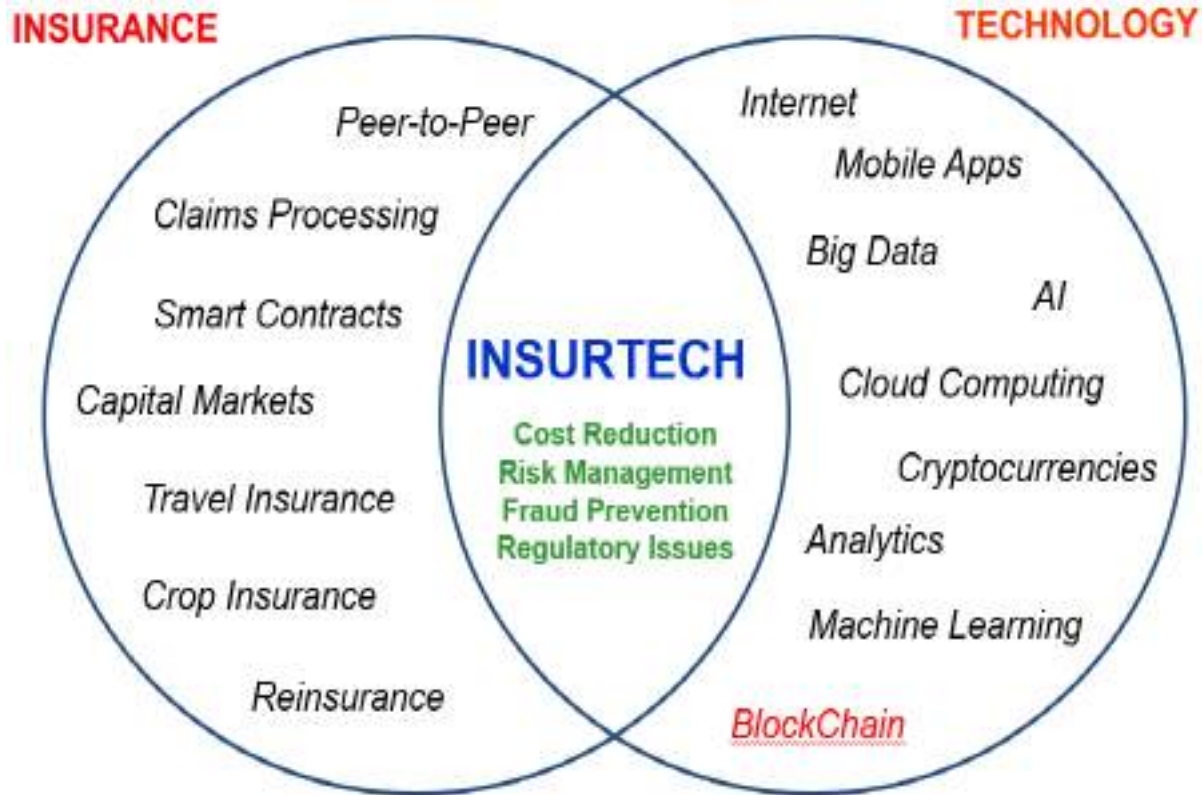 INSURANCE
TECHNOLOGY
Peer-to-Peer
Claims Processing
Smart Contracts
Capital Markets
Travel Insurance
Crop Insurance
Reinsurance
INSURTECH
Cost Reduction
Risk Management
Fraud Prevention
Regulatory Issues
Internet
Mobile Apps
Big Data
AI
Cloud Computing
Cryptocurrencies
Analytics
Machine Learning
BlockChain